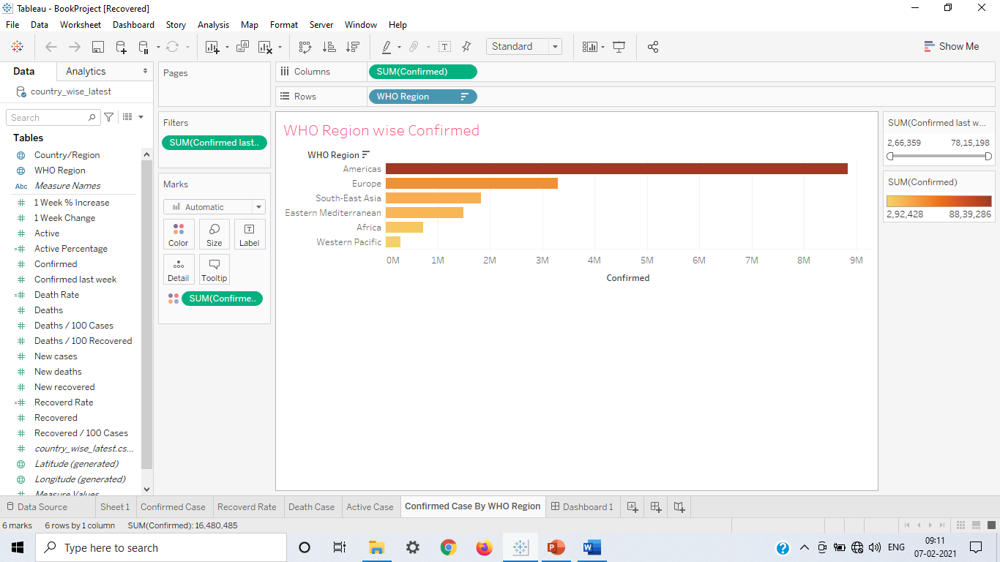 Tableau - BookProject [Recovered]
File Data Worksheet Dashboard Story Analysis Map Format Server Window Help
Standard
Show Me
Data Analytics
country_wise_latest
Search
Tables
Country/Region
WHO Region
Abc Measure Names
1 Week % Increase
1 Week Change
Active
Active Percentage
Confirmed
Confirmed last week
Death Rate
Deaths
Deaths / 100 Cases
Deaths / 100 Recovered
New cases
New deaths
New recovered
Recoverd Rate
Recovered
Recovered / 100 Cases
country_wise_latest.cs...
Latitude (generated)
Longitude (generated)
Measure Values
Pages
Filters
SUM(Confirmed last..
Marks
Automatic
Color Size Label
Detail Tooltip
SUM(Confirme..
Columns SUM(Confirmed)
Rows WHO Region
WHO Region wise Confirmed
WHO Region
Americas
Europe
South-East Asia
Eastern Mediterranean
Africa
Western Pacific
0M 1M 2M 3M 4M 5M 6M 7M 8M 9M
Confirmed
SUM(Confirmed last w...
2,66,359 78,15,198
SUM(Confirmed)
2,92,428 88,39,286
Data Source Sheet 1 Confirmed Case Recoverd Rate Death Case Active Case Confirmed Case By WHO Region Dashboard 1
6 marks 6 rows by 1 column SUM(Confirmed): 16,480,485
Type here to search
ENG
09:11
07-02-2021